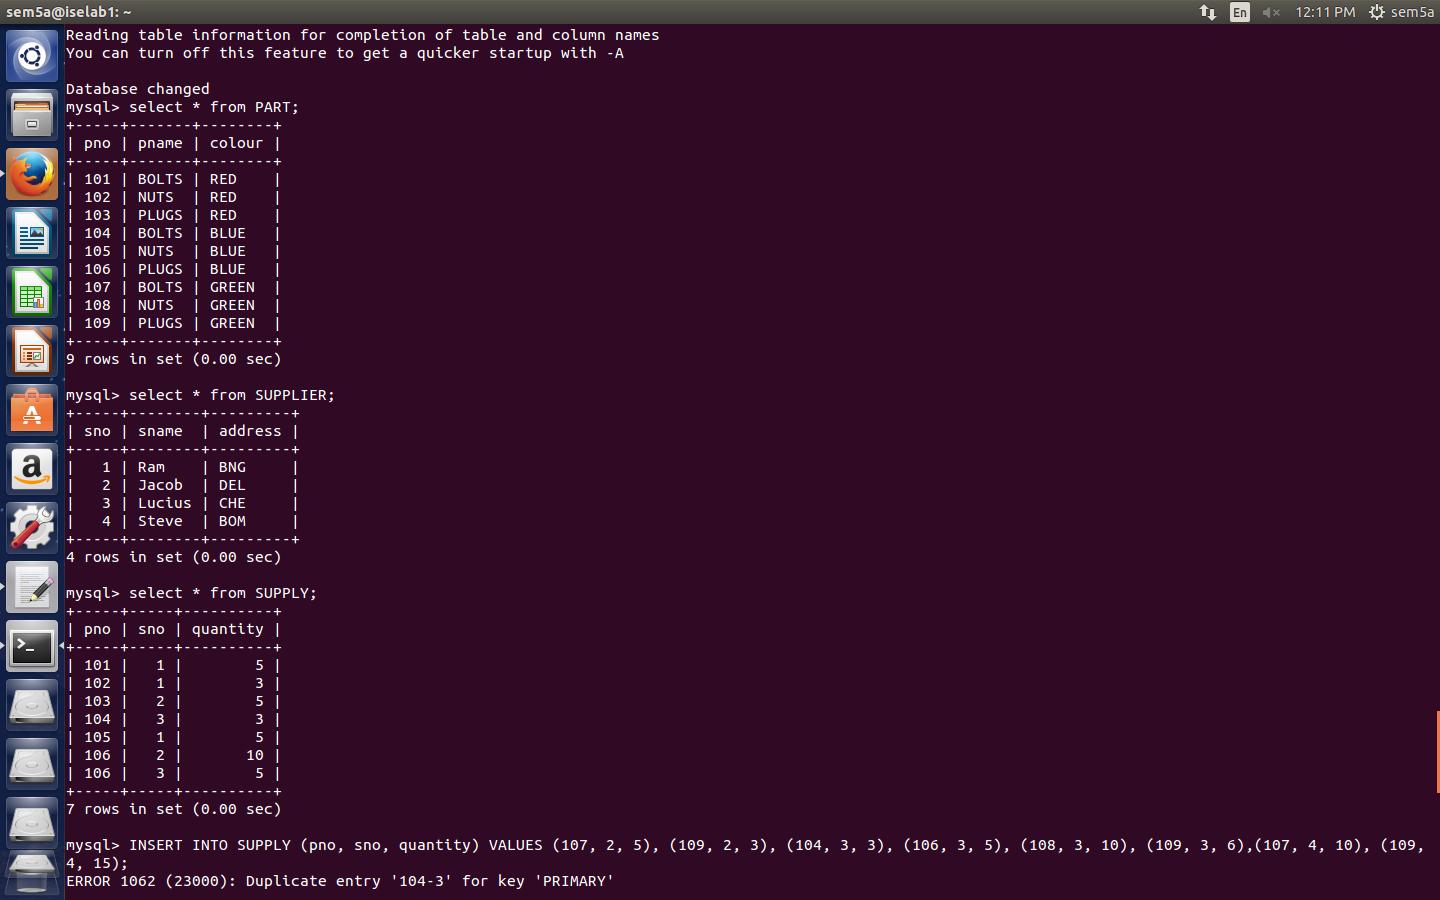 sem5a@iselab1: ~ En 12:11 PM sem5a
Reading table information for completion of table and column names
You can turn off this feature to get a quicker startup with -A
Database changed
mysql> select * from PART;
+-----+-------+--------+
| pno | pname | colour |
+-----+-------+--------+
| 101 | BOLTS | RED    |
| 102 | NUTS  | RED    |
| 103 | PLUGS | RED    |
| 104 | BOLTS | BLUE   |
| 105 | NUTS  | BLUE   |
| 106 | PLUGS | BLUE   |
| 107 | BOLTS | GREEN  |
| 108 | NUTS  | GREEN  |
| 109 | PLUGS | GREEN  |
+-----+-------+--------+
9 rows in set (0.00 sec)
mysql> select * from SUPPLIER;
+-----+--------+---------+
| sno | sname  | address |
+-----+--------+---------+
|   1 | Ram    | BNG     |
|   2 | Jacob  | DEL     |
|   3 | Lucius | CHE     |
|   4 | Steve  | BOM     |
+-----+--------+---------+
4 rows in set (0.00 sec)
mysql> select * from SUPPLY;
+-----+-----+----------+
| pno | sno | quantity |
+-----+-----+----------+
| 101 |   1 |        5 |
| 102 |   1 |        3 |
| 103 |   2 |        5 |
| 104 |   3 |        3 |
| 105 |   1 |        5 |
| 106 |   2 |       10 |
| 106 |   3 |        5 |
+-----+-----+----------+
7 rows in set (0.00 sec)
mysql> INSERT INTO SUPPLY (pno, sno, quantity) VALUES (107, 2, 5), (109, 2, 3), (104, 3, 3), (106, 3, 5), (108, 3, 10), (109, 3, 6),(107, 4, 10), (109,
4, 15);
ERROR 1062 (23000): Duplicate entry '104-3' for key 'PRIMARY'